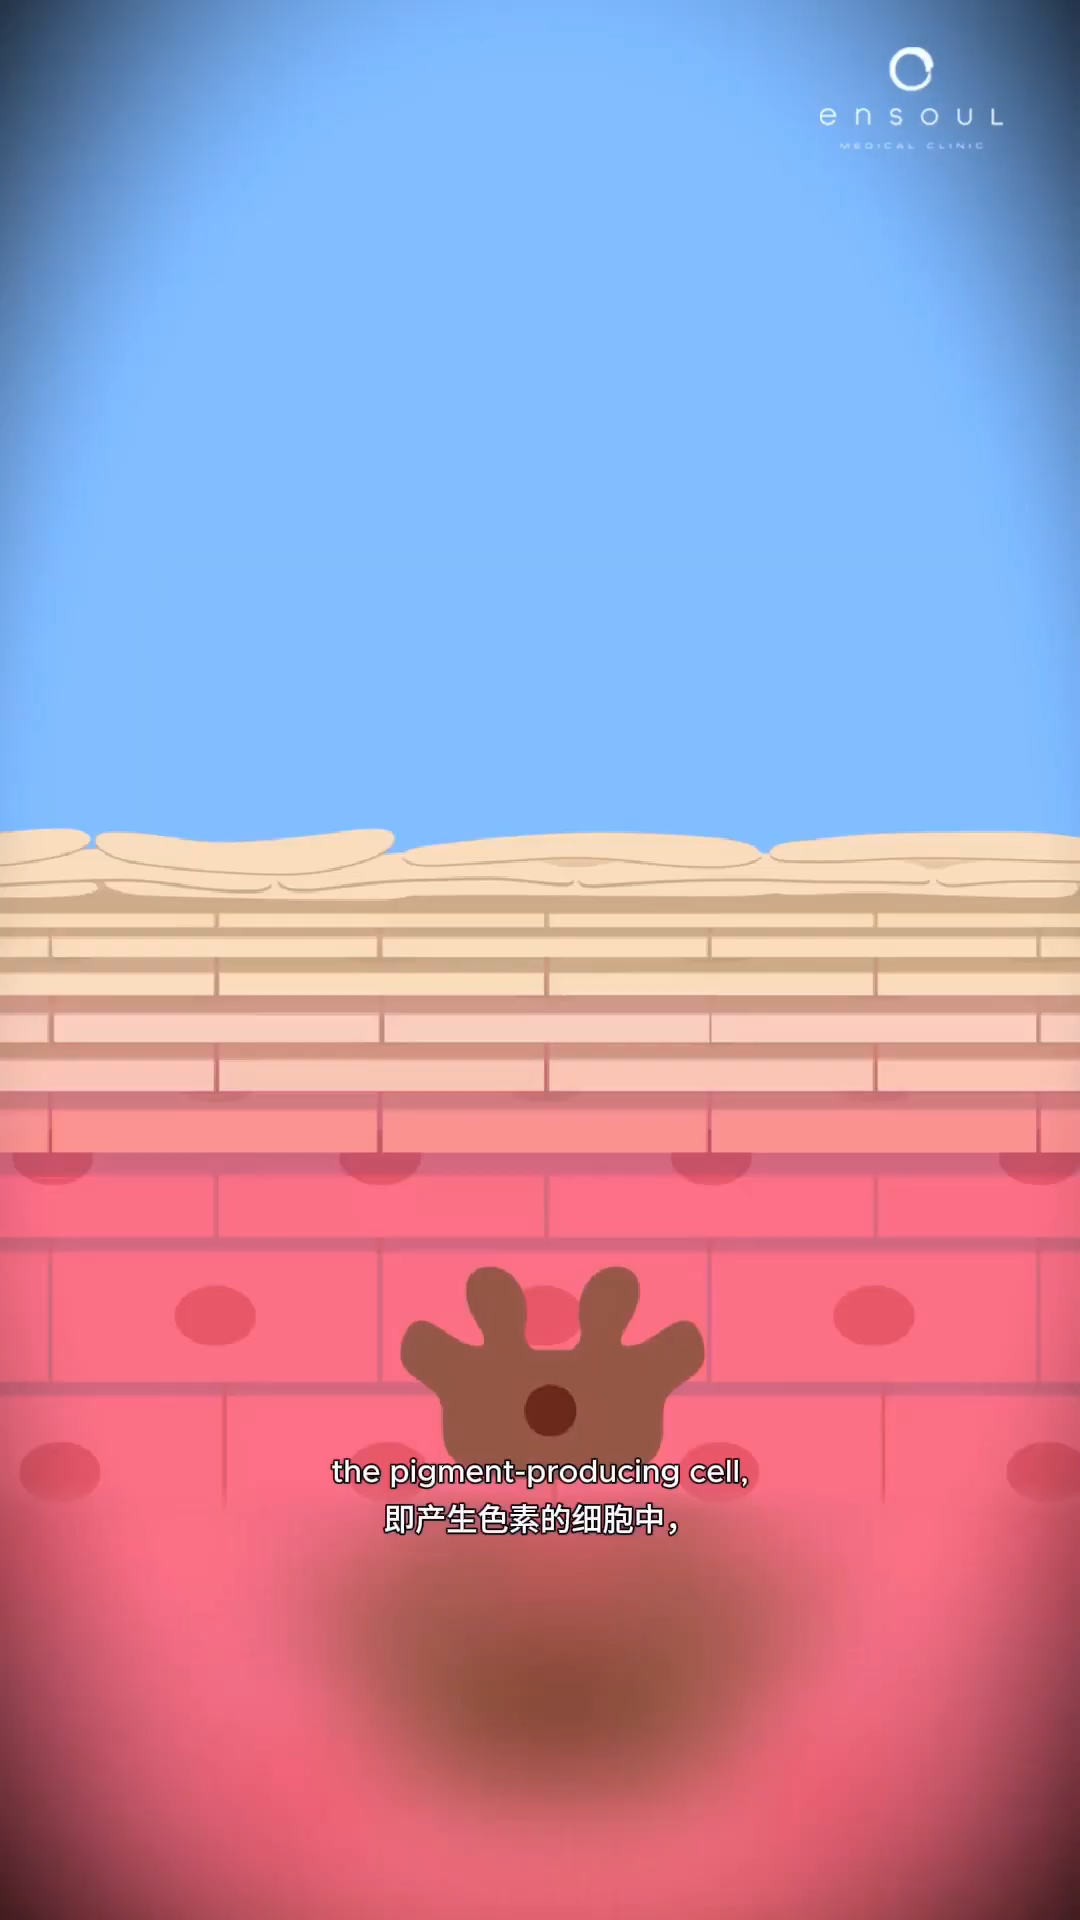 ensoul
MEDICAL CLINIC
the pigment-producing cell,
即产生色素的细胞中，